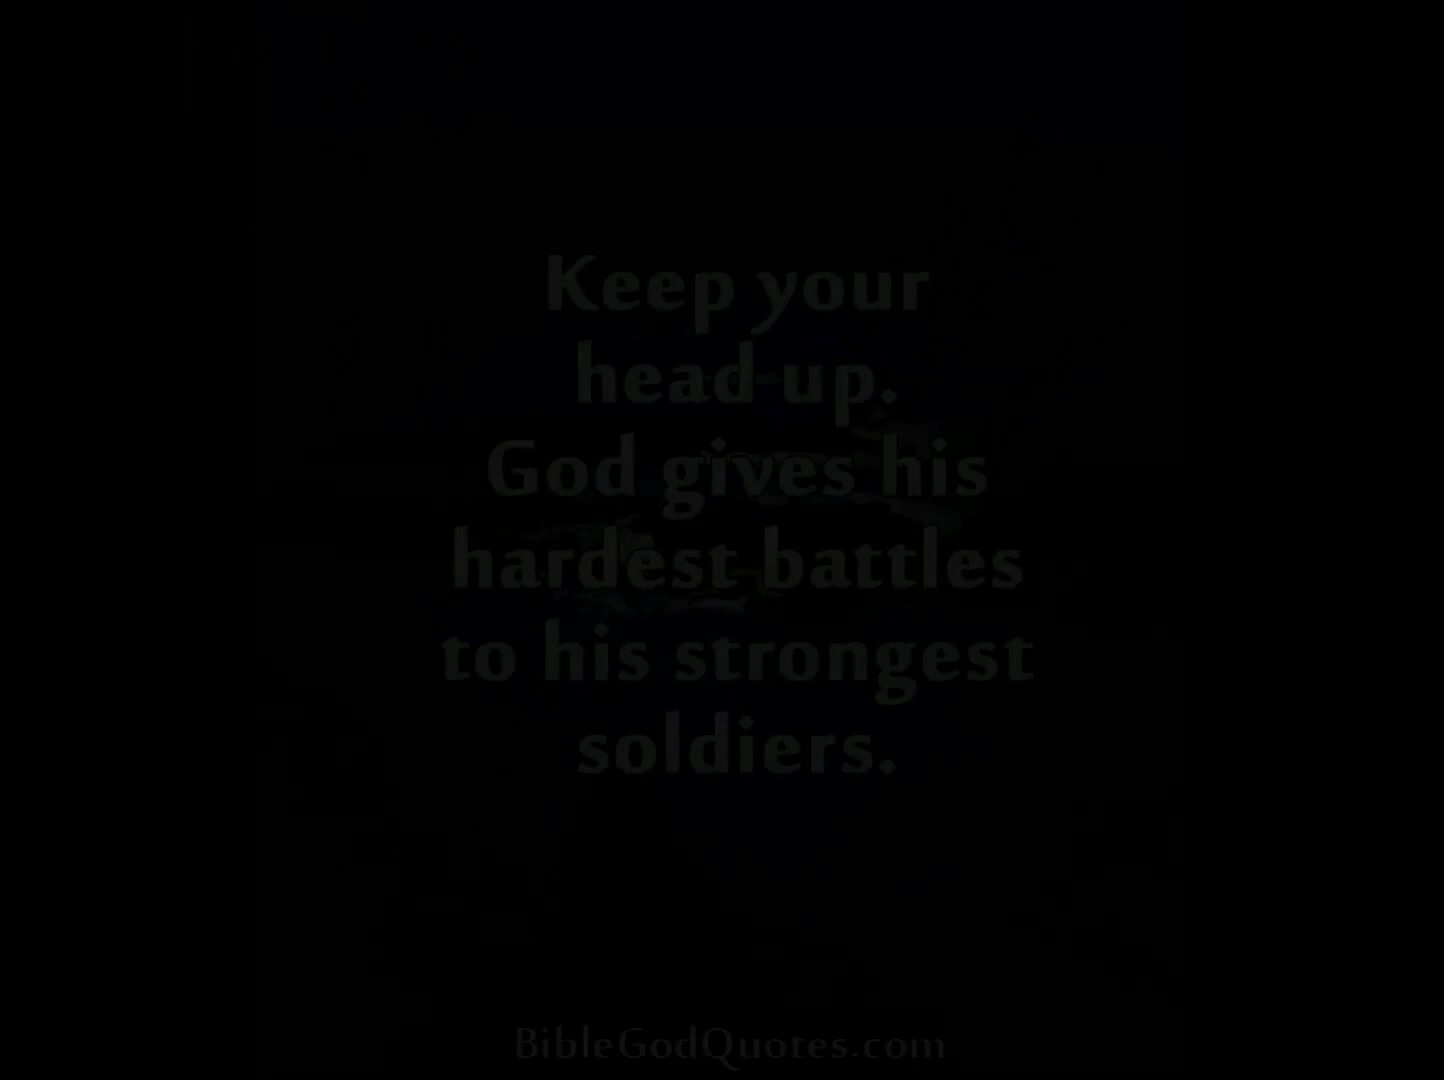 Keep your
head up.
God gives his
hardest battles
to his strongest
soldiers.
BibleGodQuotes.com